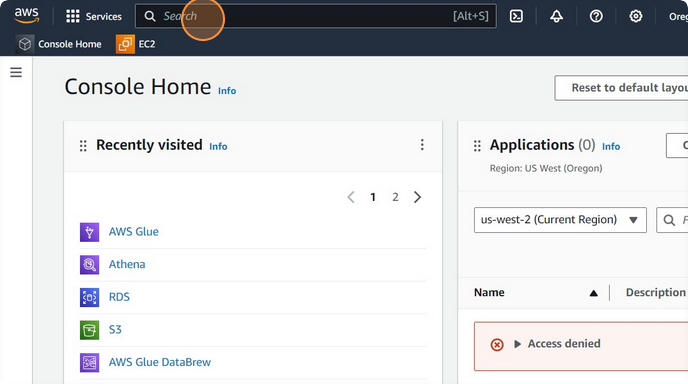 aws
Services
Search
[Alt+S]
Oreg
Console Home
EC2
Console Home Info
Reset to default layou
Recently visited Info
1 2
AWS Glue
Athena
RDS
S3
AWS Glue DataBrew
Applications (0) Info
C
Region: US West (Oregon)
us-west-2 (Current Region)
F
Name
Description
Access denied